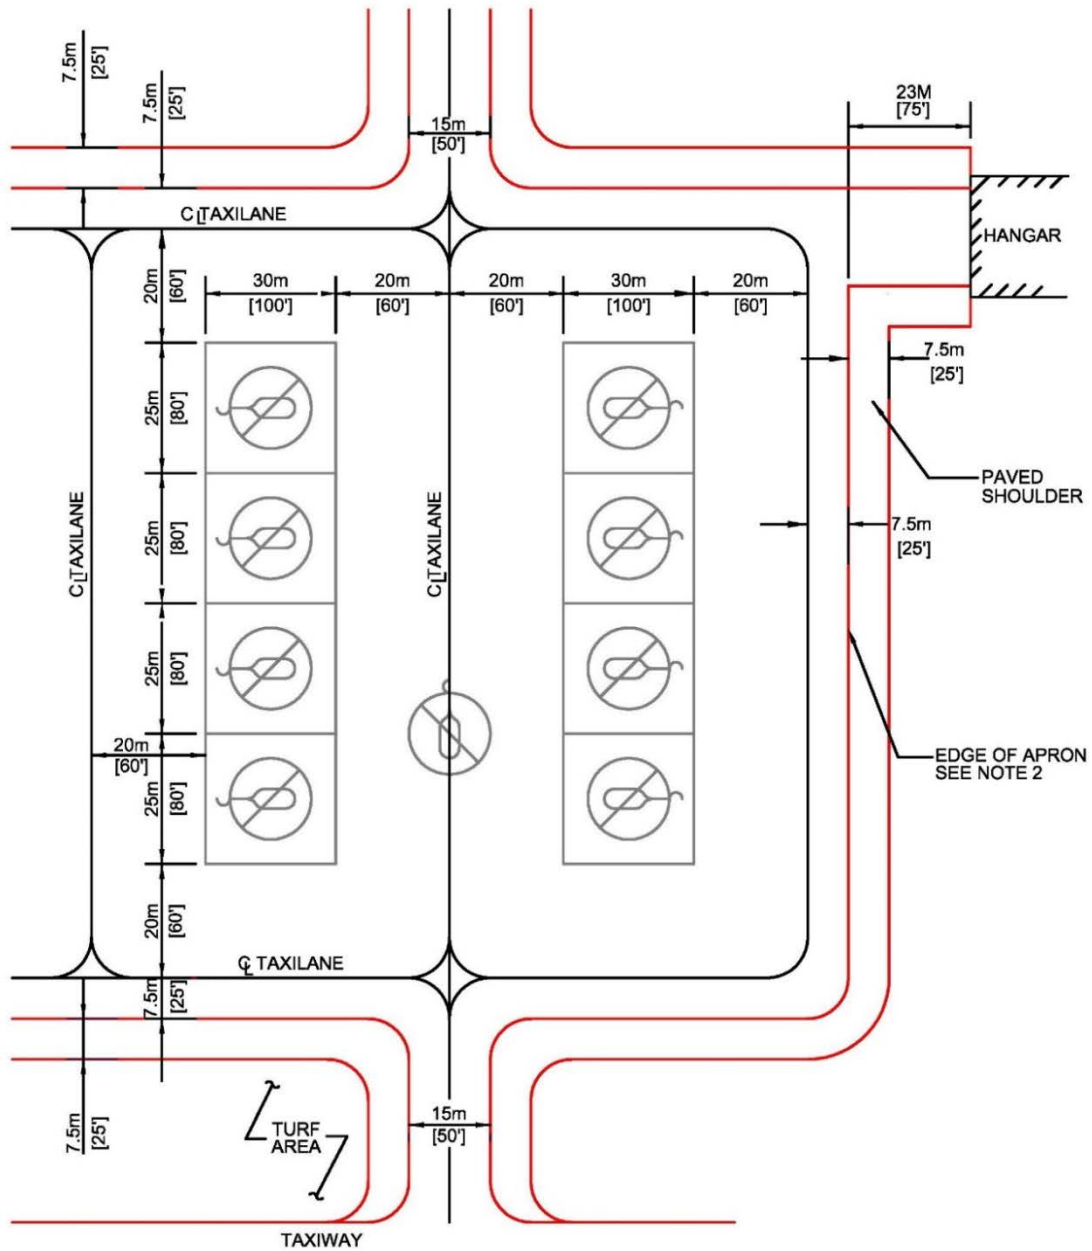 7.5m
[25']
7.5m
[25']
15m
[50']
23M
[75']
C L TAXILANE
HANGAR
20m
[60']
30m
[100']
20m
[60']
20m
[60']
30m
[100']
20m
[60']
7.5m
[25']
25m
[80']
PAVED
SHOULDER
C L TAXILANE
C L TAXILANE
25m
[80']
7.5m
[25']
25m
[80']
20m
[60']
EDGE OF APRON
SEE NOTE 2
25m
[80']
20m
[60']
C L TAXILANE
7.5m
[25']
7.5m
[25']
15m
[50']
TURF
AREA
TAXIWAY